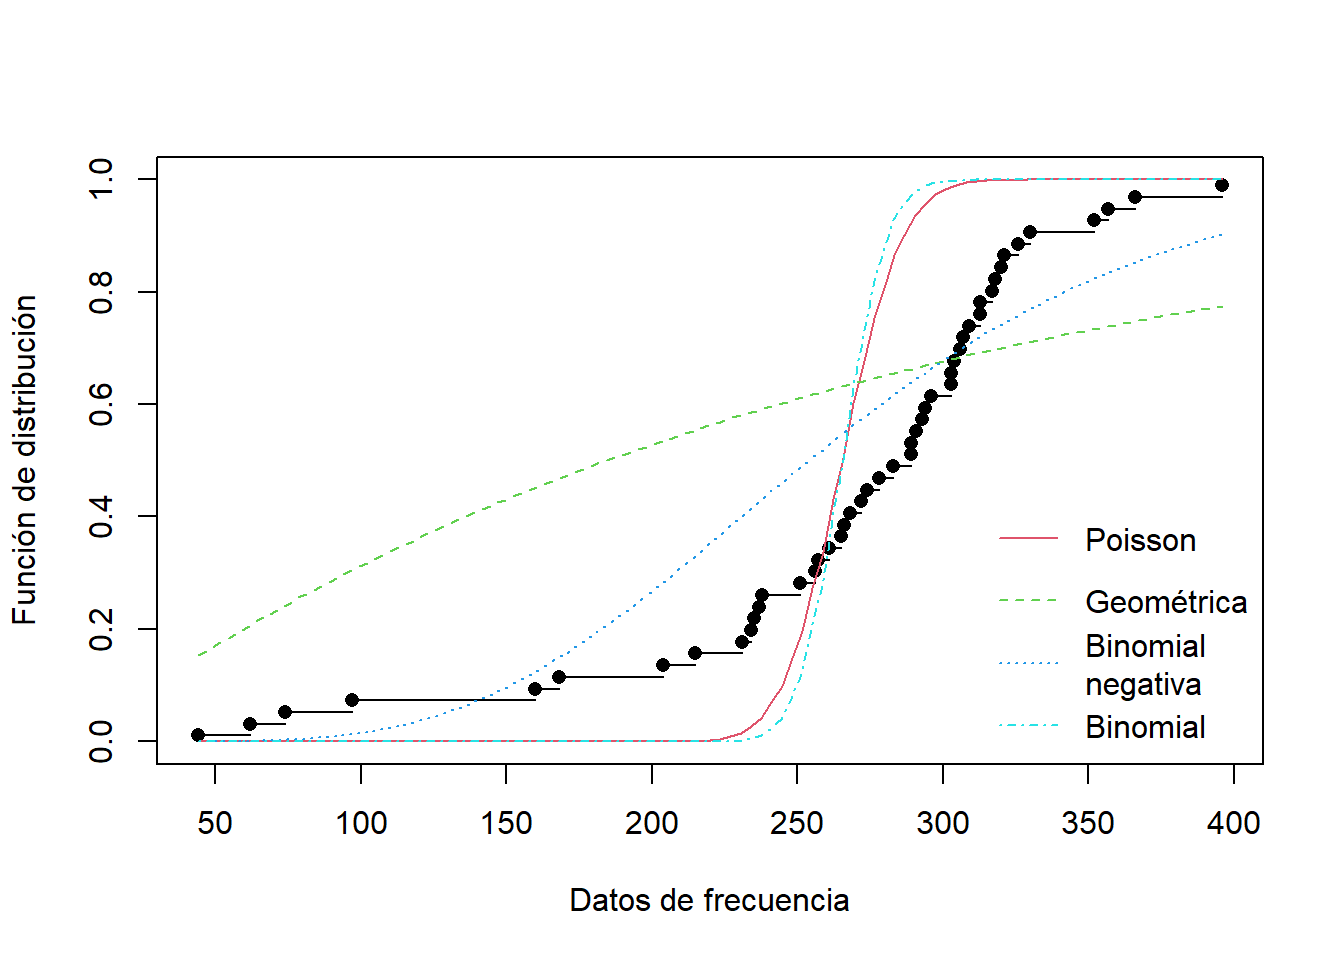 Función de distribución
1.0
0.8
0.6
0.4
0.2
0.0
Poisson
Geométrica
Binomial
negativa
Binomial
50 100 150 200 250 300 350 400
Datos de frecuencia